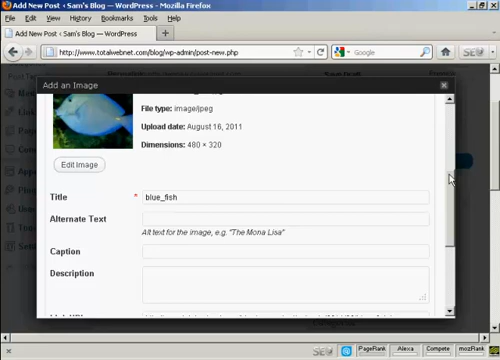 Add New Post ‹ Sam's Blog — WordPress - Mozilla Firefox
File Edit View History Bookmarks Tools Help
Add New Post ‹ Sam's Blog — WordPress
http://www.totalwebnet.com/blog/wp-admin/post-new.php
Google
Add an Image
File type: image/jpeg
Upload date: August 16, 2011
Dimensions: 480 × 320
Edit Image
Title * blue_fish
Alternate Text
Alt text for the image, e.g. "The Mona Lisa"
Caption
Description
PageRank Alexa Compete mozRank